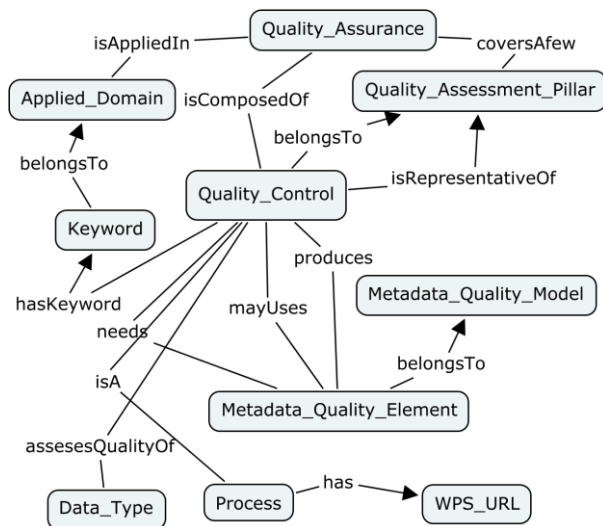 Quality_Assurance
isAppliedIn
coversAfew
Applied_Domain
isComposedOf
Quality_Assessment_Pillar
belongsTo
belongsTo
Quality_Control
isRepresentativeOf
Keyword
produces
hasKeyword
needs
mayUses
Metadata_Quality_Model
isA
belongsTo
Metadata_Quality_Element
assesesQualityOf
Data_Type
Process
has
WPS_URL